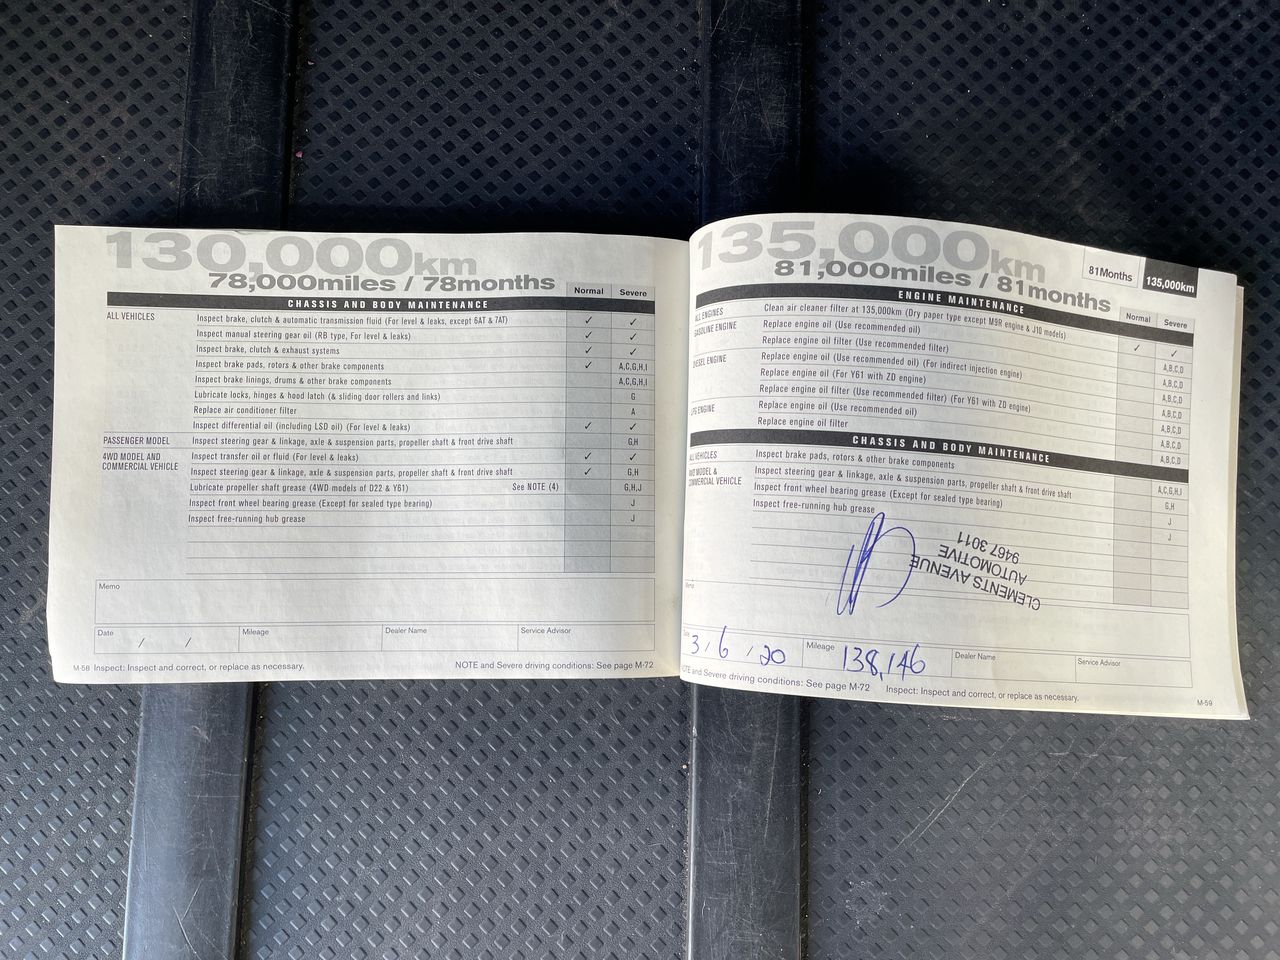 130,000km
78,000miles / 78months
Normal Severe
CHASSIS AND BODY MAINTENANCE
ALL VEHICLES Inspect brake, clutch & automatic transmission fluid (For level & leaks, except 6AT & 7AT) ✓ ✓
Inspect manual steering gear oil (RB type, For level & leaks) ✓ ✓
Inspect brake, clutch & exhaust systems ✓ ✓
Inspect brake pads, rotors & other brake components ✓ A,C,G,H,I
Inspect brake linings, drums & other brake components A,C,G,H,I
Lubricate locks, hinges & hood latch (& sliding door rollers and links) G
Replace air conditioner filter A
Inspect differential oil (including LSD oil) (For level & leaks) ✓ ✓
PASSENGER MODEL Inspect steering gear & linkage, axle & suspension parts, propeller shaft & front drive shaft G,H
4WD MODEL AND COMMERCIAL VEHICLE Inspect transfer oil or fluid (For level & leaks) ✓ ✓
Inspect steering gear & linkage, axle & suspension parts, propeller shaft & front drive shaft ✓ G,H
Lubricate propeller shaft grease (4WD models of D22 & Y61) See NOTE (4) G,H,J
Inspect front wheel bearing grease (Except for sealed type bearing) J
Inspect free-running hub grease J
Memo
Date / / Mileage Dealer Name Service Advisor
M-58 Inspect: Inspect and correct, or replace as necessary. NOTE and Severe driving conditions: See page M-72
135,000km
81,000miles / 81months
81Months 135,000km
Normal Severe
ENGINE MAINTENANCE
ALL ENGINES Clean air cleaner filter at 135,000km (Dry paper type except M9R engine & J10 models) ✓ ✓
GASOLINE ENGINE Replace engine oil (Use recommended oil) A,B,C,D
Replace engine oil filter (Use recommended filter) A,B,C,D
DIESEL ENGINE Replace engine oil (Use recommended oil) (For indirect injection engine) A,B,C,D
Replace engine oil (For Y61 with ZD engine) A,B,C,D
Replace engine oil filter (Use recommended filter) (For Y61 with ZD engine) A,B,C,D
LPG ENGINE Replace engine oil (Use recommended oil) A,B,C,D
Replace engine oil filter A,B,C,D
CHASSIS AND BODY MAINTENANCE
ALL VEHICLES Inspect brake pads, rotors & other brake components A,C,G,H,I
4WD MODEL & COMMERCIAL VEHICLE Inspect steering gear & linkage, axle & suspension parts, propeller shaft & front drive shaft G,H
Inspect front wheel bearing grease (Except for sealed type bearing) J
Inspect free-running hub grease J
CLEMENTS AVENUE
AUTOMOTIVE
9467 3011
Memo
Date 3/6/20 Mileage 138,146 Dealer Name Service Advisor
NOTE and Severe driving conditions: See page M-72 Inspect: Inspect and correct, or replace as necessary. M-59